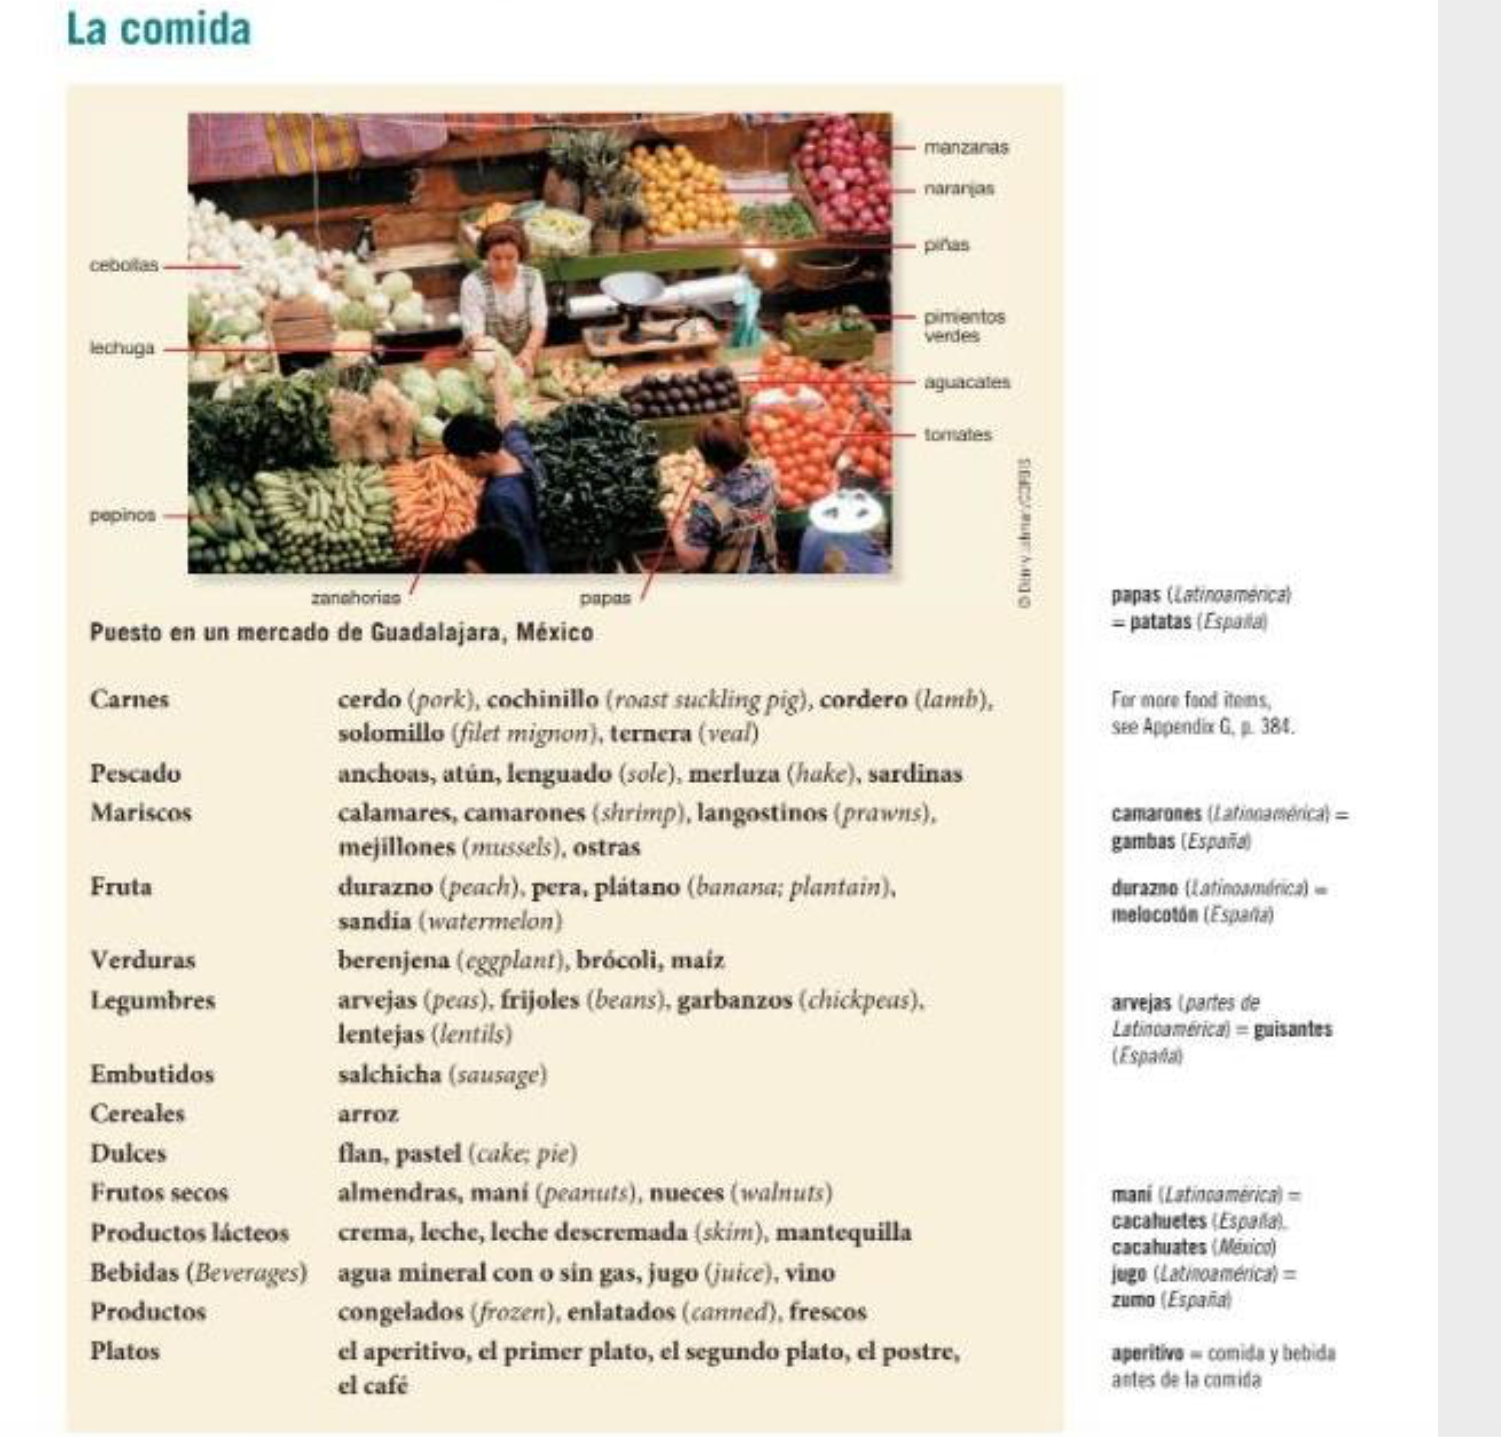 La comida
manzanas
naranjas
piñas
cebollas
pimientos
verdes
lechuga
aguacates
tomates
pepinos
zanahorias
papas
Puesto en un mercado de Guadalajara, México
papas (Latinoamérica)
= patatas (España)
Carnes cerdo (pork), cochinillo (roast suckling pig), cordero (lamb),
solomillo (filet mignon), ternera (veal)
For more food items,
see Appendix G, p. 384.
Pescado anchoas, atún, lenguado (sole), merluza (hake), sardinas
Mariscos calamares, camarones (shrimp), langostinos (prawns),
mejillones (mussels), ostras
camarones (Latinoamérica) =
gambas (España)
Fruta durazno (peach), pera, plátano (banana; plantain),
sandía (watermelon)
durazno (Latinoamérica) =
melocotón (España)
Verduras berenjena (eggplant), brócoli, maíz
Legumbres arvejas (peas), frijoles (beans), garbanzos (chickpeas),
lentejas (lentils)
arvejas (partes de
Latinoamérica) = guisantes
(España)
Embutidos salchicha (sausage)
Cereales arroz
Dulces flan, pastel (cake; pie)
Frutos secos almendras, maní (peanuts), nueces (walnuts)
maní (Latinoamérica) =
cacahuetes (España),
cacahuates (México)
Productos lácteos crema, leche, leche descremada (skim), mantequilla
Bebidas (Beverages) agua mineral con o sin gas, jugo (juice), vino
jugo (Latinoamérica) =
zumo (España)
Productos congelados (frozen), enlatados (canned), frescos
Platos el aperitivo, el primer plato, el segundo plato, el postre,
el café
aperitivo = comida y bebida
antes de la comida